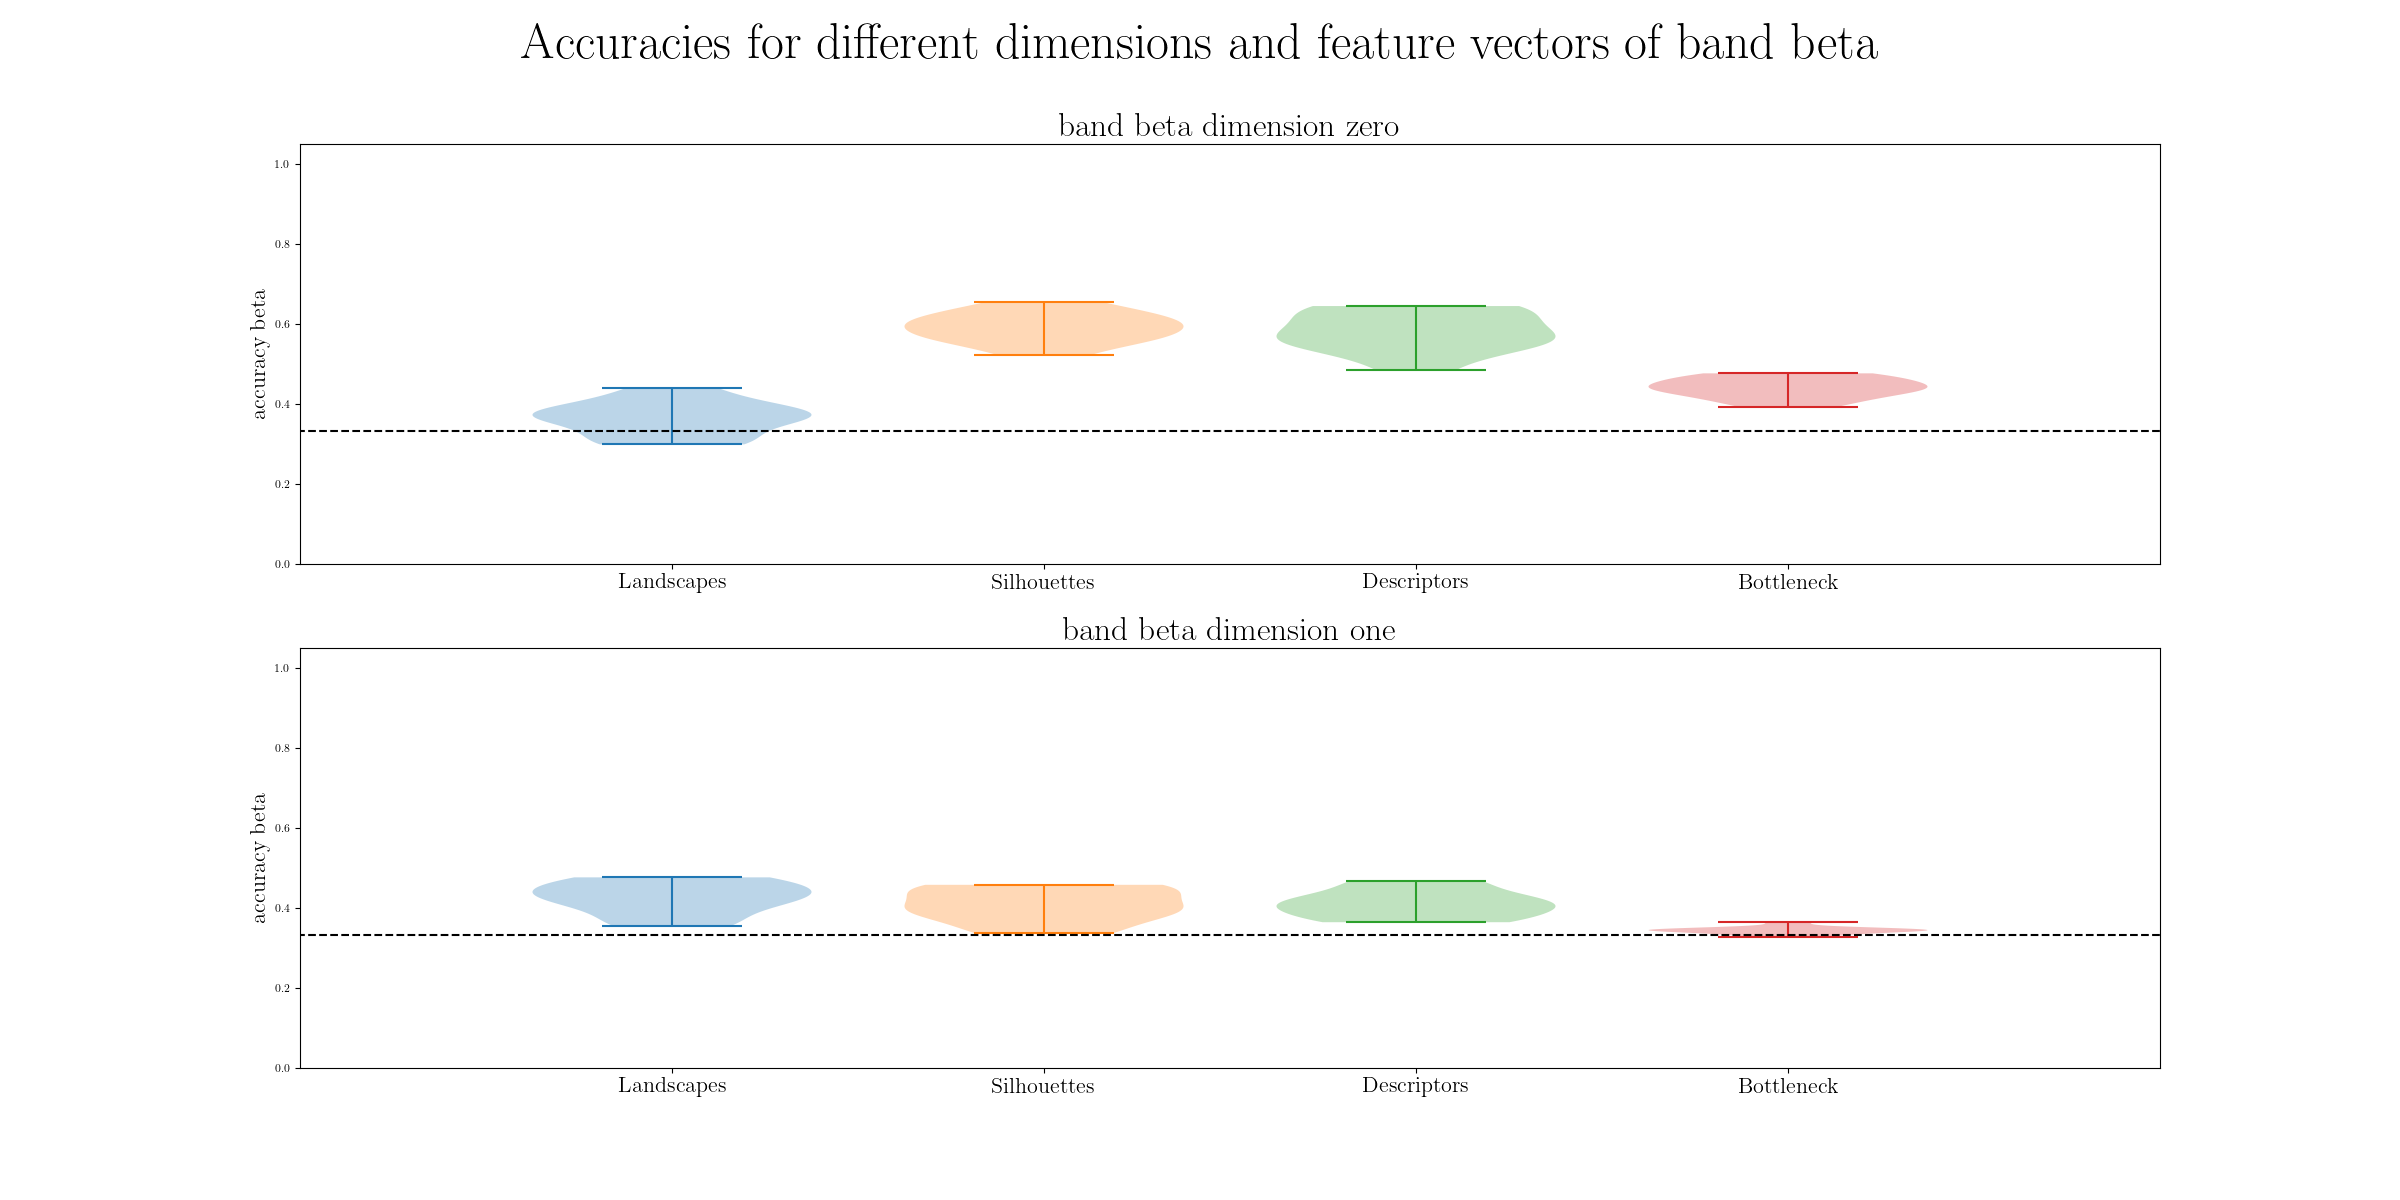 Accuracies for different dimensions and feature vectors of band beta
band beta dimension zero
accuracy beta
1.0
0.8
0.6
0.4
0.2
0.0
Landscapes Silhouettes Descriptors Bottleneck
band beta dimension one
accuracy beta
1.0
0.8
0.6
0.4
0.2
0.0
Landscapes Silhouettes Descriptors Bottleneck